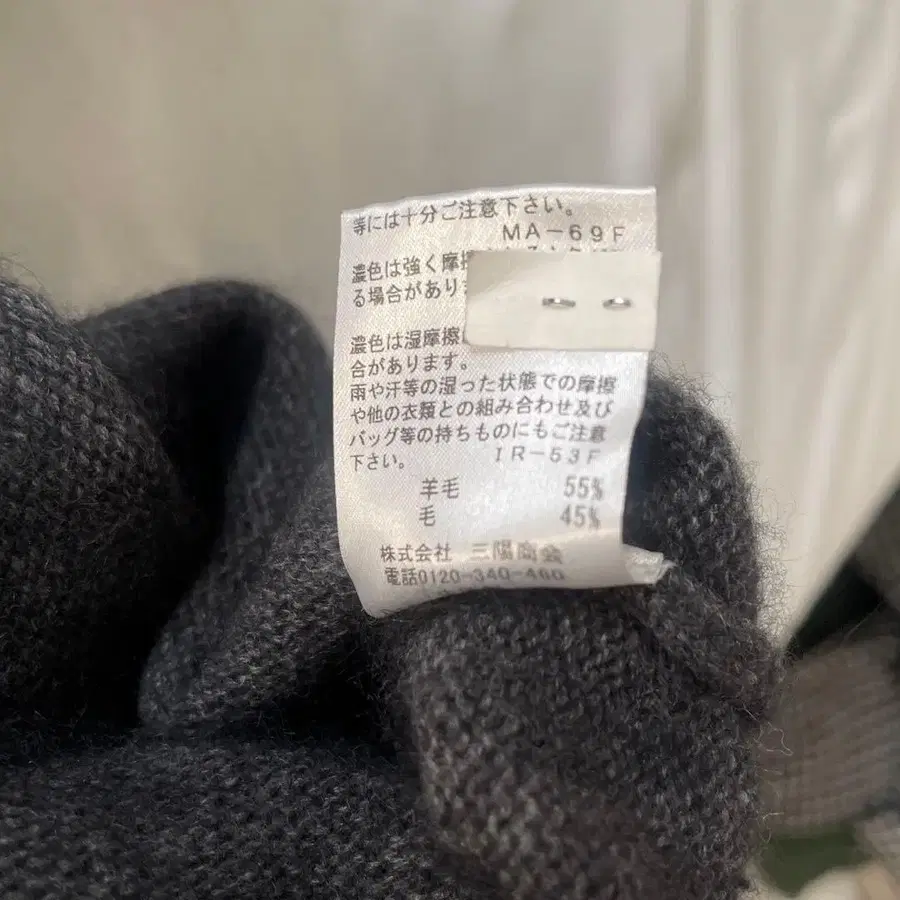 等には十分ご注意下さい。
MA-69F
濃色は強く摩擦
る場合があり
濃色は湿摩擦
合があります。
雨や汗等の湿った状態での摩擦
や他の衣類との組み合わせ及び
バッグ等の持ちものにもご注意
下さい。 IR-53F
羊毛 55%
毛 45%
株式会社 三陽商会
電話0120-340-460